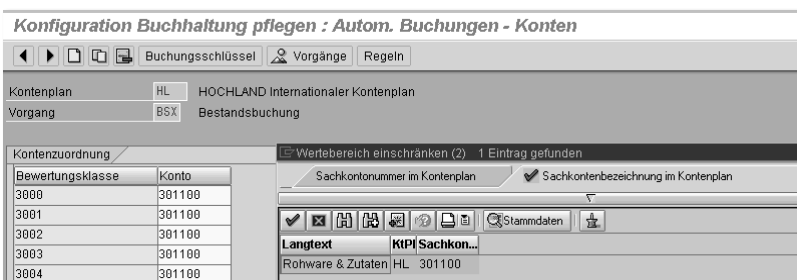 Konfiguration Buchhaltung pflegen : Autom. Buchungen - Konten
Buchungsschlüssel Vorgänge Regeln
Kontenplan HL HOCHLAND Internationaler Kontenplan
Vorgang BSX Bestandsbuchung
Kontenzuordnung
Bewertungsklasse Konto
3000 301100
3001 301100
3002 301100
3003 301100
3004 301100
Wertebereich einschränken (2) 1 Eintrag gefunden
Sachkontonummer im Kontenplan Sachkontenbezeichnung im Kontenplan
Stammdaten
Langtext KtPl Sachkon...
Rohware & Zutaten HL 301100